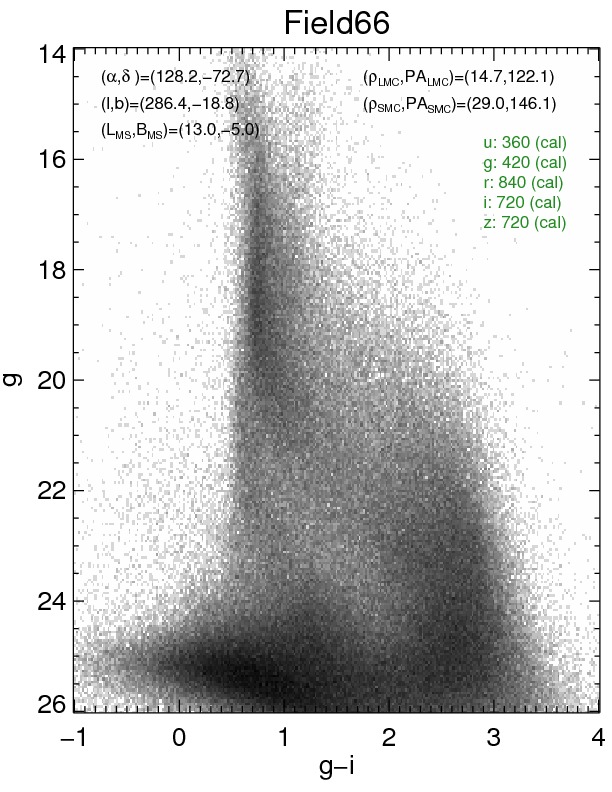 Field66
(α,δ )=(128.2,−72.7)
(ρLMC,PALMC)=(14.7,122.1)
(l,b)=(286.4,−18.8)
(ρSMC,PASMC)=(29.0,146.1)
(LMS,BMS)=(13.0,−5.0)
u: 360 (cal)
g: 420 (cal)
r: 840 (cal)
i: 720 (cal)
z: 720 (cal)
14
16
18
20
22
24
26
g
−1 0 1 2 3 4
g−i